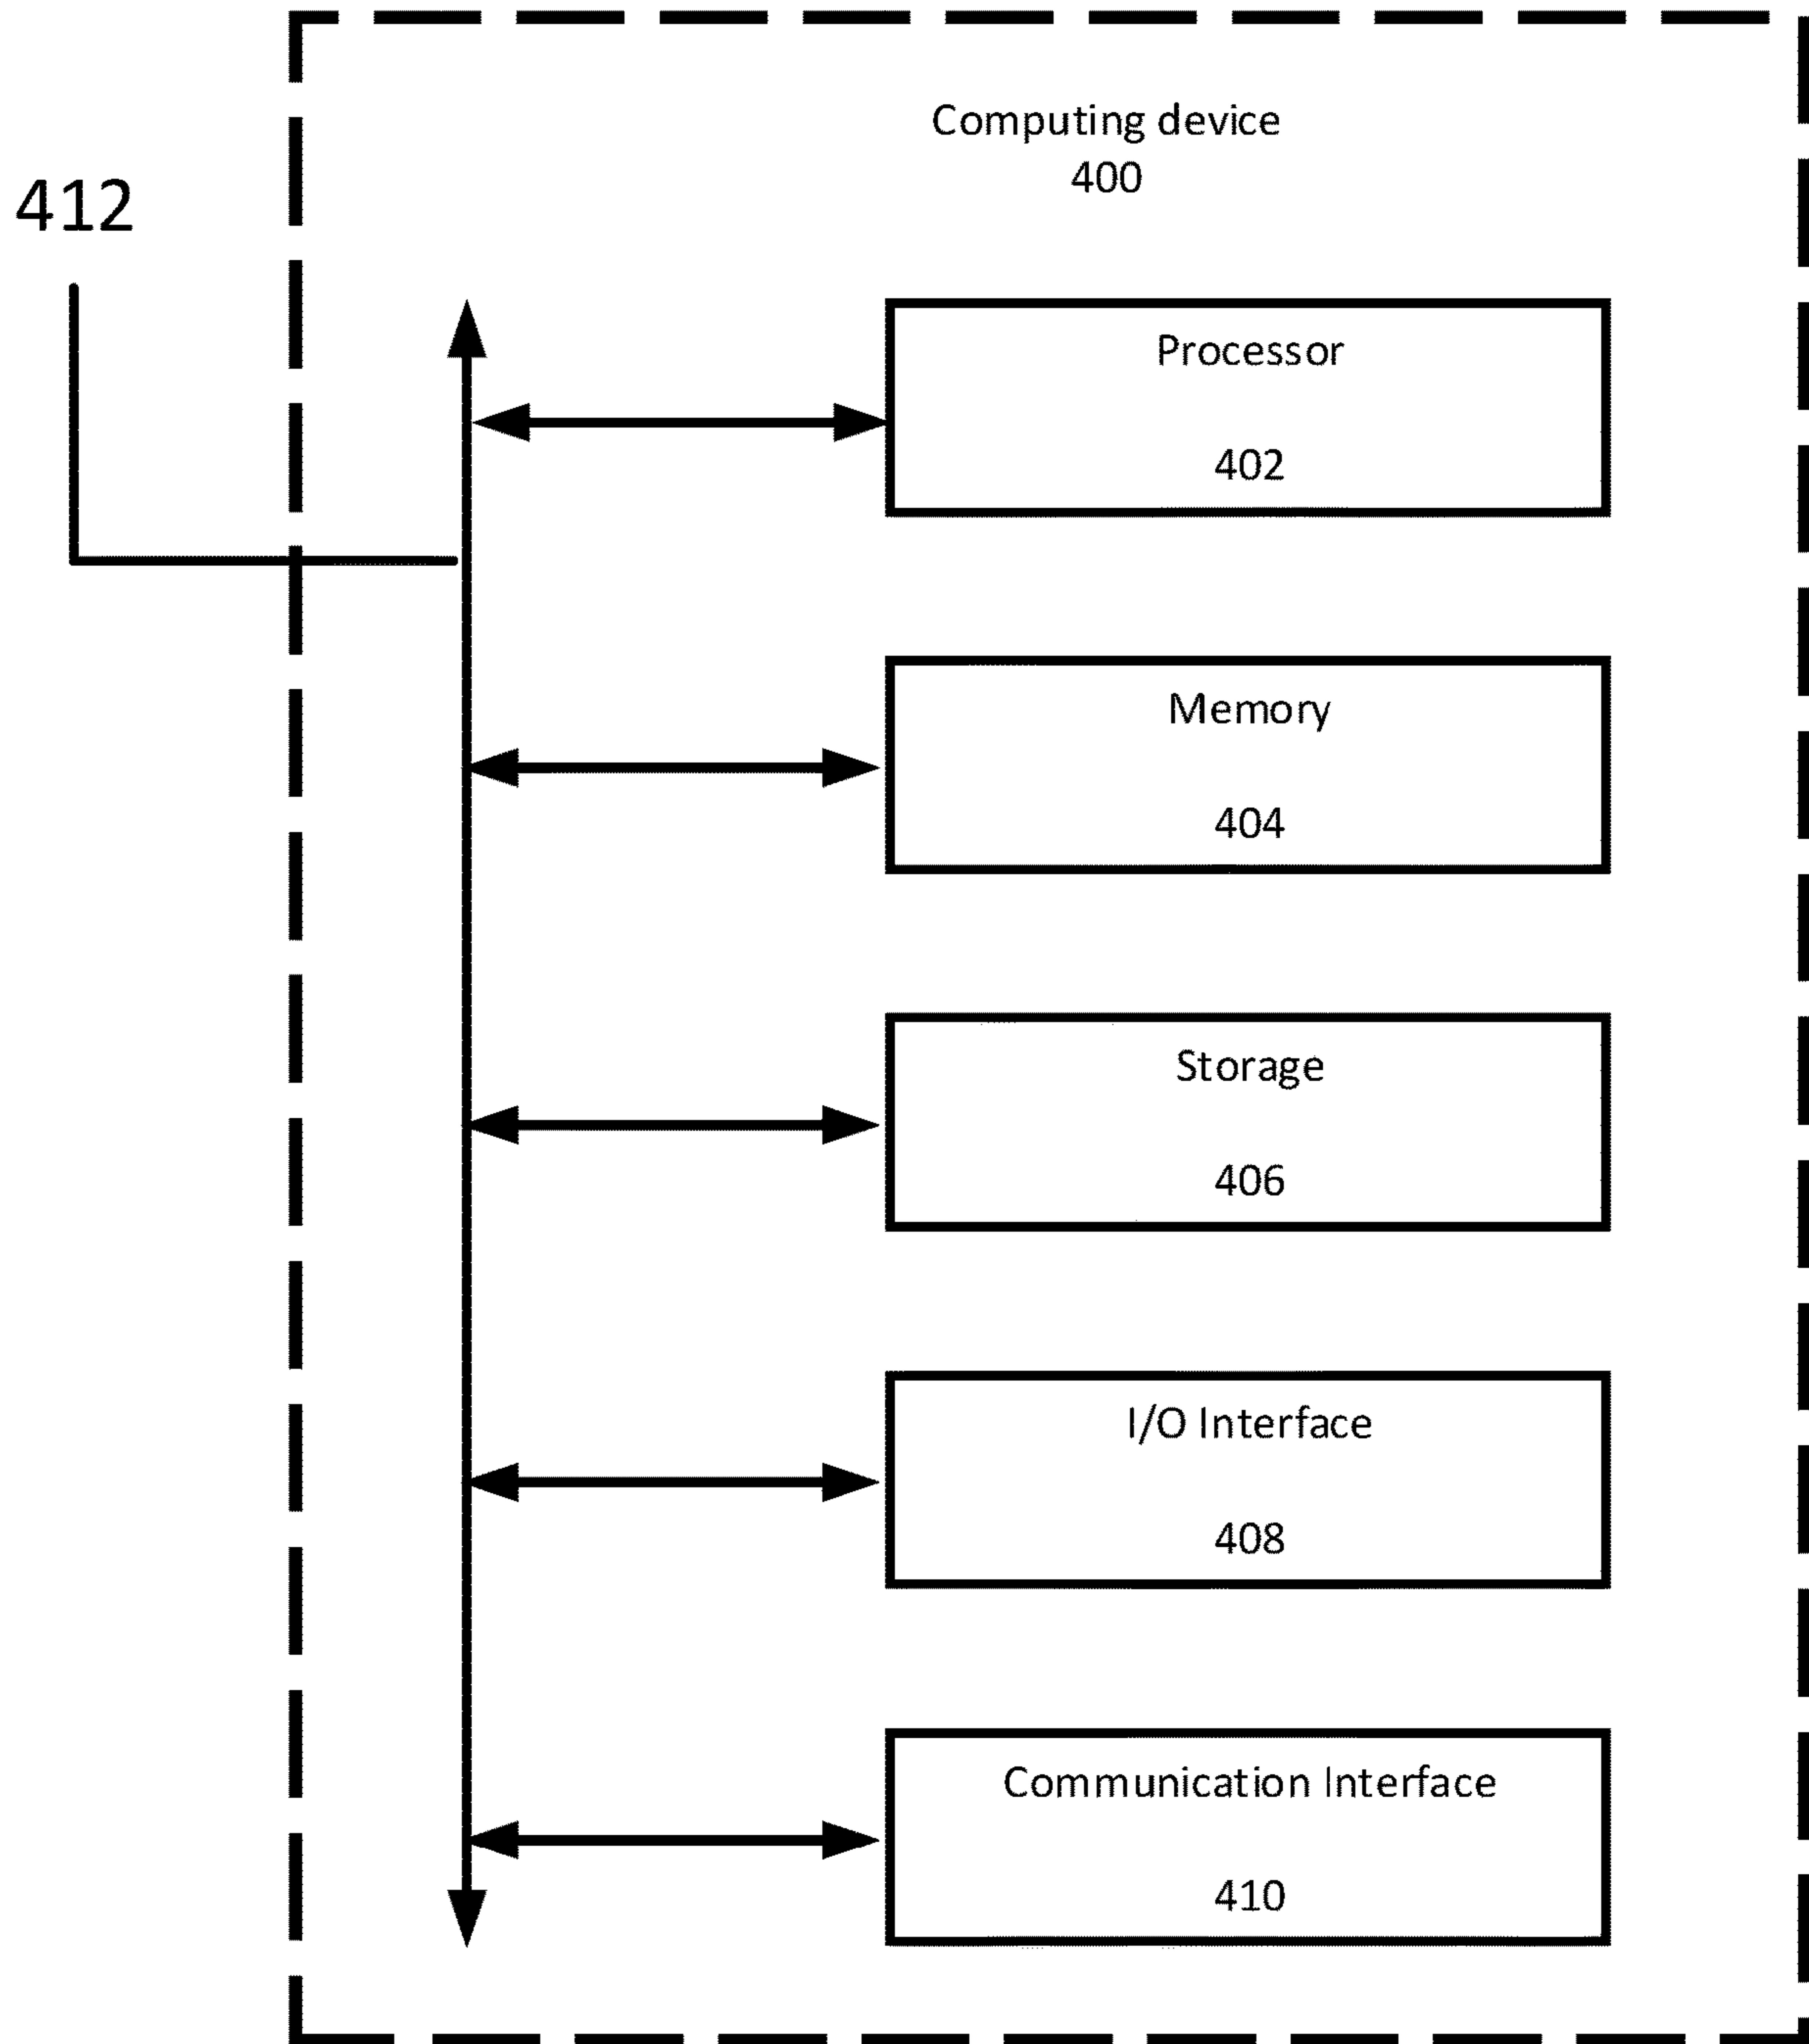 Computing device
400
412
Processor
402
Memory
404
Storage
406
I/O Interface
408
Communication Interface
410